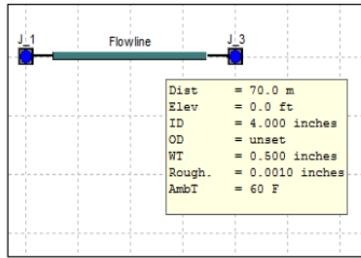 J_1 Flowline J_3
Dist = 70.0 m
Elev = 0.0 ft
ID = 4.000 inches
OD = unset
WT = 0.500 inches
Rough. = 0.0010 inches
AmbT = 60 F